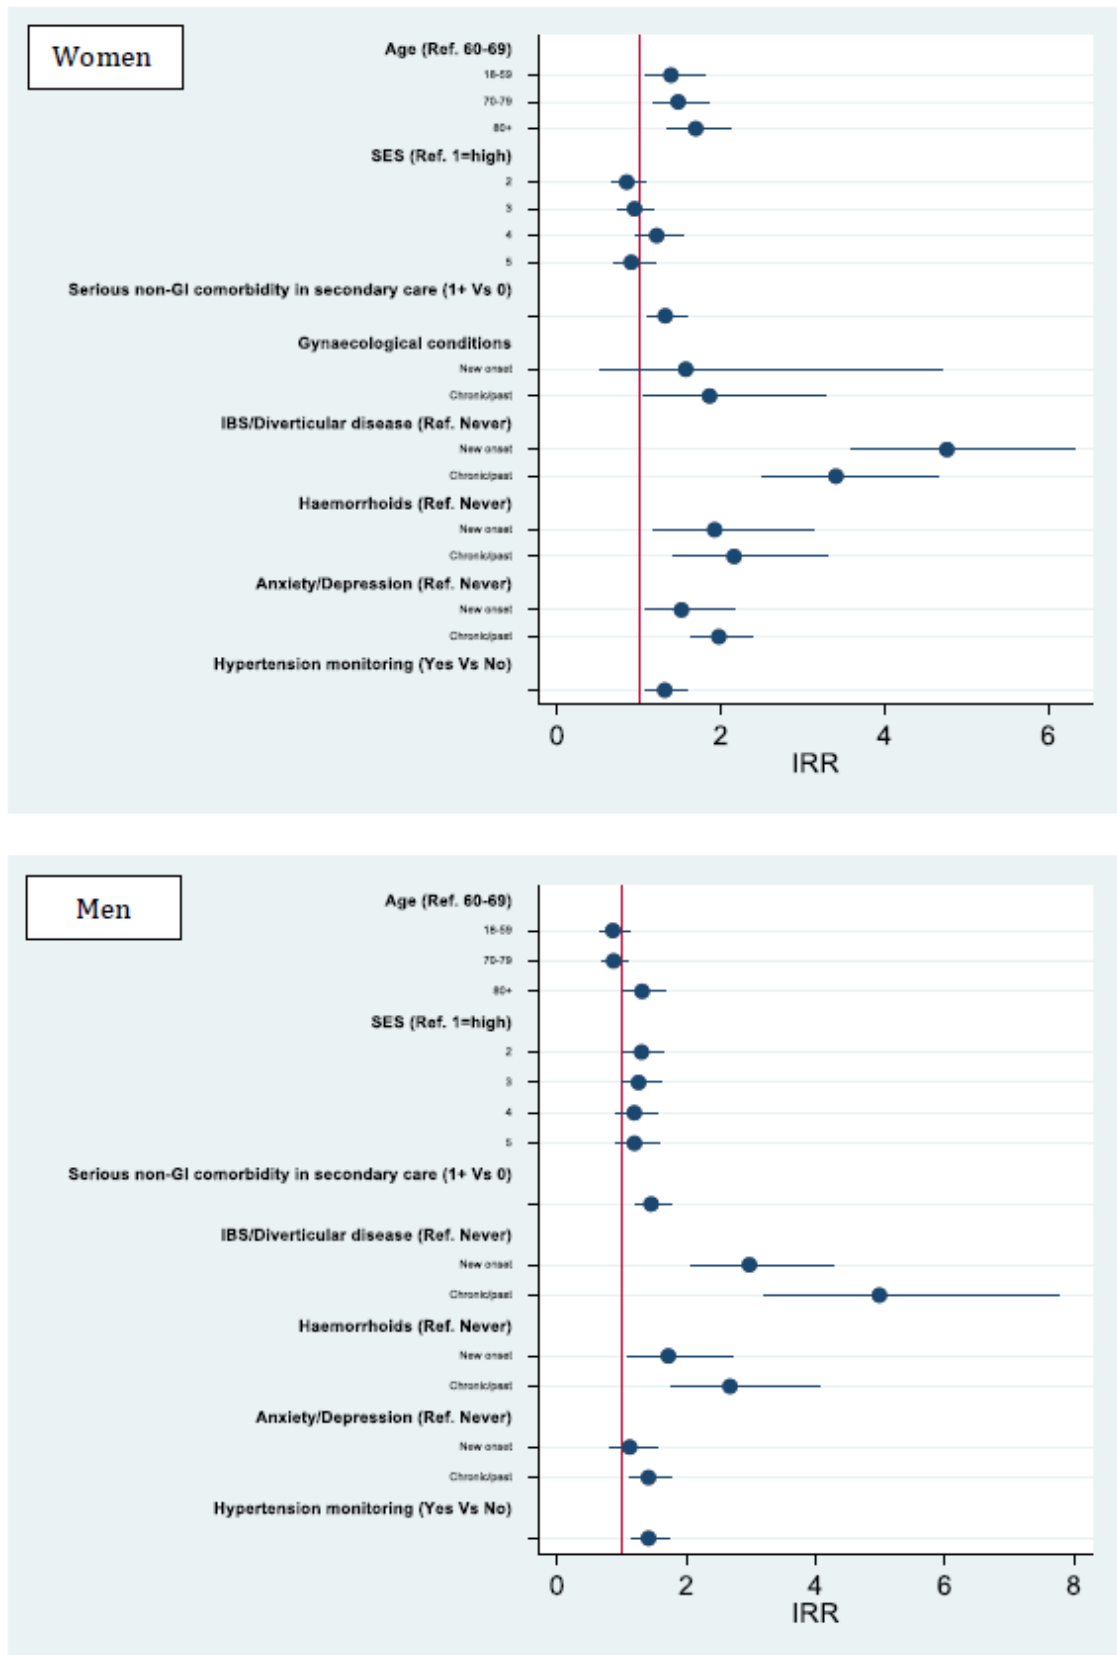 Women
Age (Ref. 60-69)
18-59
70-79
80+
SES (Ref. 1=high)
2
3
4
5
Serious non-GI comorbidity in secondary care (1+ Vs 0)
Gynaecological conditions
New onset
Chronic/past
IBS/Diverticular disease (Ref. Never)
New onset
Chronic/past
Haemorrhoids (Ref. Never)
New onset
Chronic/past
Anxiety/Depression (Ref. Never)
New onset
Chronic/past
Hypertension monitoring (Yes Vs No)
0 2 4 6
IRR
Men
Age (Ref. 60-69)
18-59
70-79
80+
SES (Ref. 1=high)
2
3
4
5
Serious non-GI comorbidity in secondary care (1+ Vs 0)
IBS/Diverticular disease (Ref. Never)
New onset
Chronic/past
Haemorrhoids (Ref. Never)
New onset
Chronic/past
Anxiety/Depression (Ref. Never)
New onset
Chronic/past
Hypertension monitoring (Yes Vs No)
0 2 4 6 8
IRR